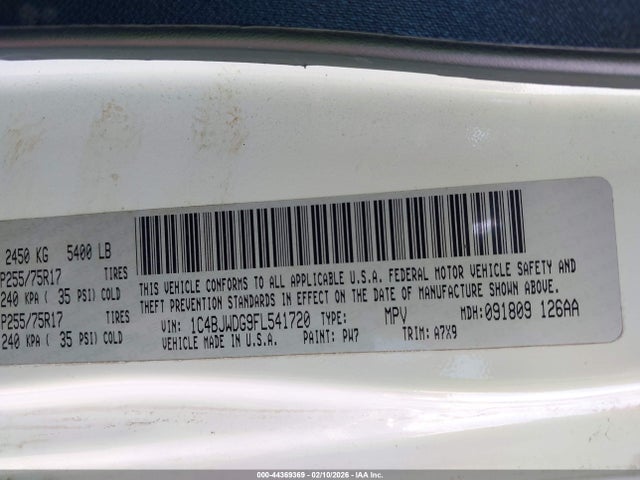 2450 KG 5400 LB
P255/75R17 TIRES
240 KPA ( 35 PSI) COLD
P255/75R17 TIRES
240 KPA ( 35 PSI) COLD
THIS VEHICLE CONFORMS TO ALL APPLICABLE U.S.A. FEDERAL MOTOR VEHICLE SAFETY AND
THEFT PREVENTION STANDARDS IN EFFECT ON THE DATE OF MANUFACTURE SHOWN ABOVE.
VIN: 1C4BJWDG9FL541720 TYPE: MPV MDH: 091809 126AA
VEHICLE MADE IN U.S.A. PAINT: PW7 TRIM: A7X9
000-44369369 - 02/10/2026 - IAA Inc.